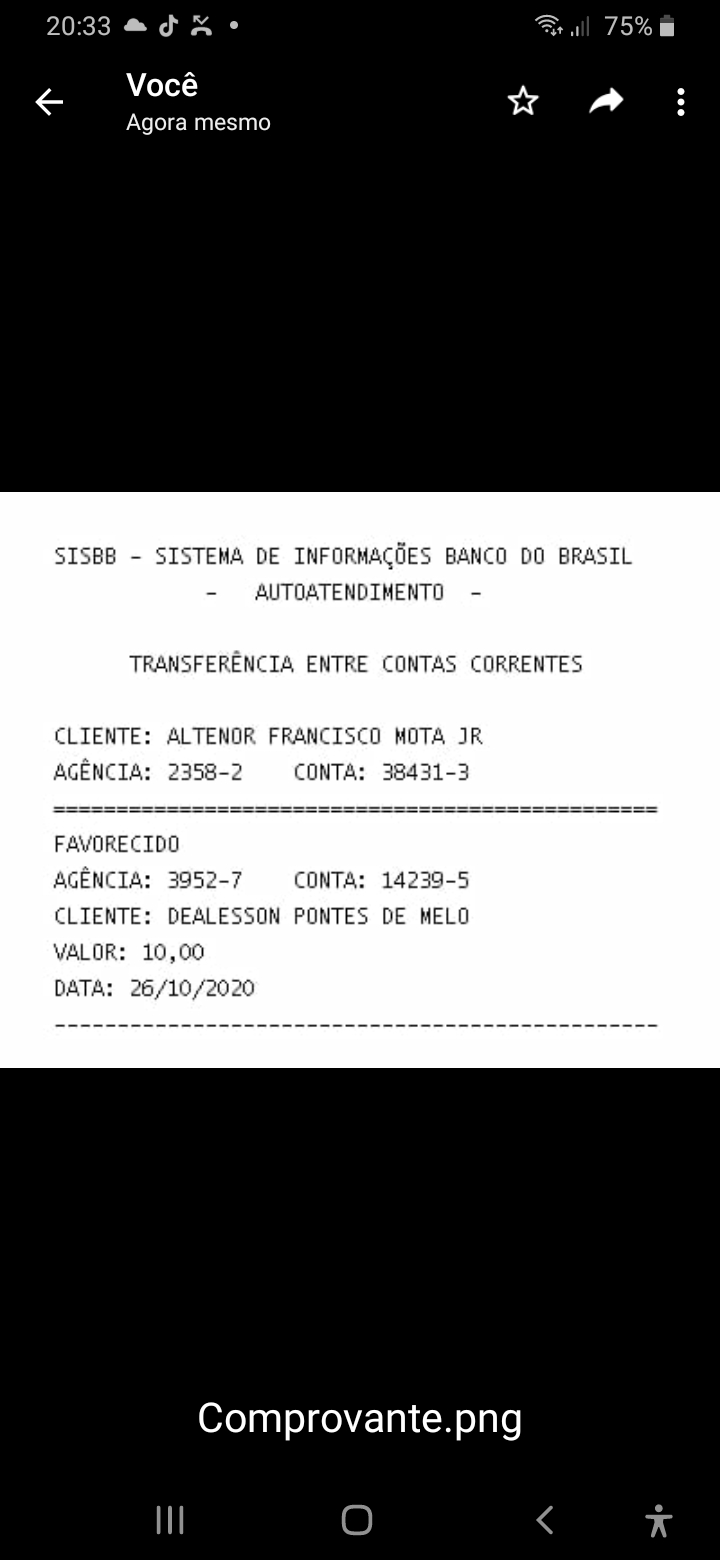 20:33
75%
Você
Agora mesmo
SISBB - SISTEMA DE INFORMAÇÕES BANCO DO BRASIL
- AUTOATENDIMENTO -
TRANSFERÊNCIA ENTRE CONTAS CORRENTES
CLIENTE: ALTENOR FRANCISCO MOTA JR
AGÊNCIA: 2358-2 CONTA: 38431-3
================================================
FAVORECIDO
AGÊNCIA: 3952-7 CONTA: 14239-5
CLIENTE: DEALESSON PONTES DE MELO
VALOR: 10,00
DATA: 26/10/2020
------------------------------------------------
Comprovante.png